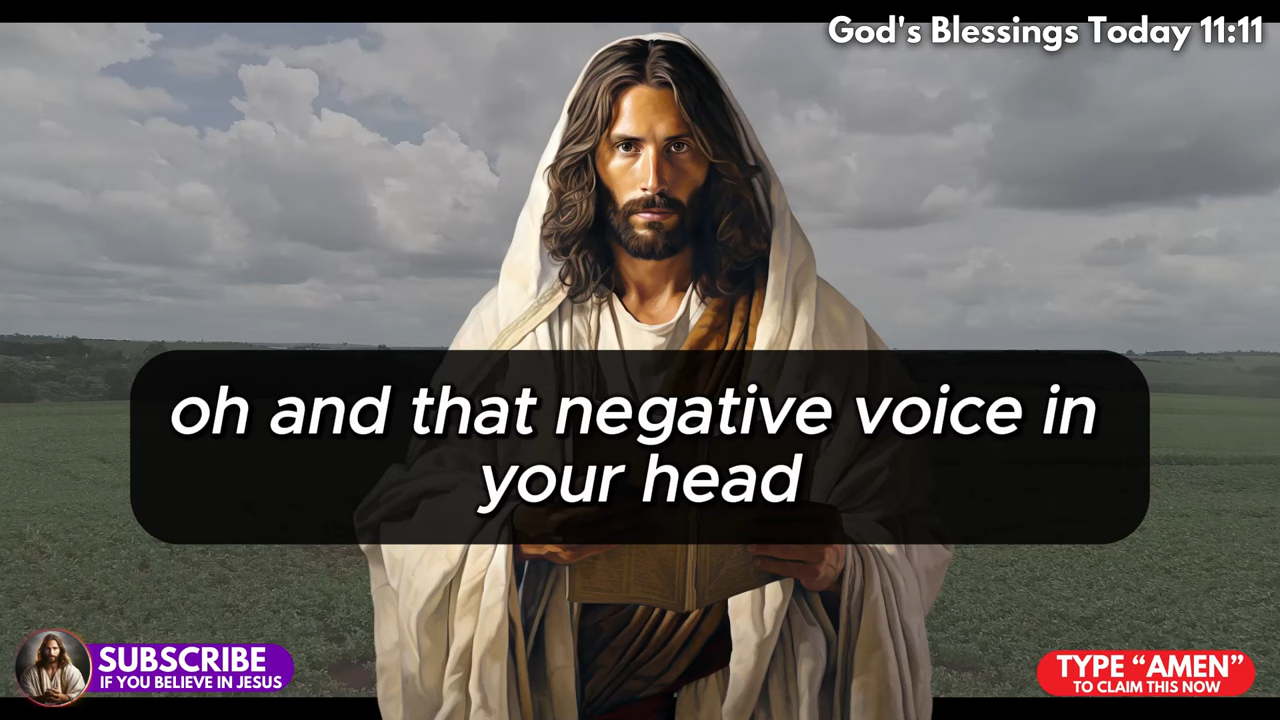 God's Blessings Today 11:11
oh and that negative voice in
your head
SUBSCRIBE
IF YOU BELIEVE IN JESUS
TYPE “AMEN”
TO CLAIM THIS NOW